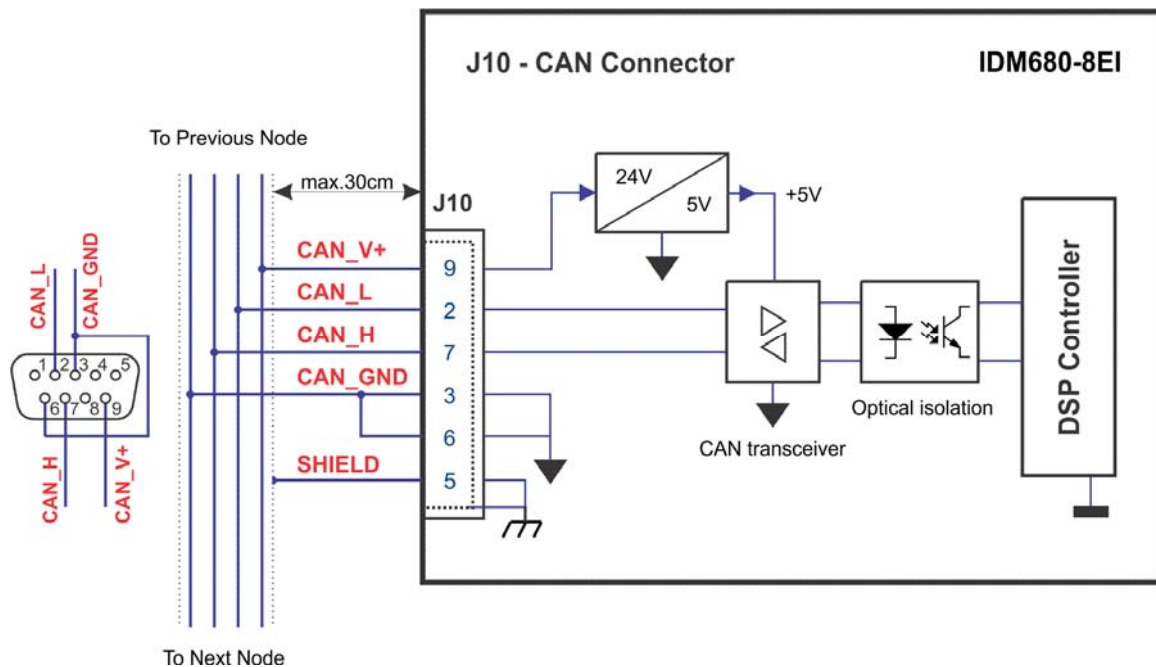 J10 - CAN Connector
IDM680-8EI
To Previous Node
max.30cm
J10
24V
5V
+5V
CAN_V+
9
CAN_L
2
CAN_H
7
CAN_GND
3
6
SHIELD
5
CAN transceiver
Optical isolation
DSP Controller
CAN_L
CAN_GND
1 2 3 4 5
6 7 8 9
CAN_H
CAN_V+
To Next Node